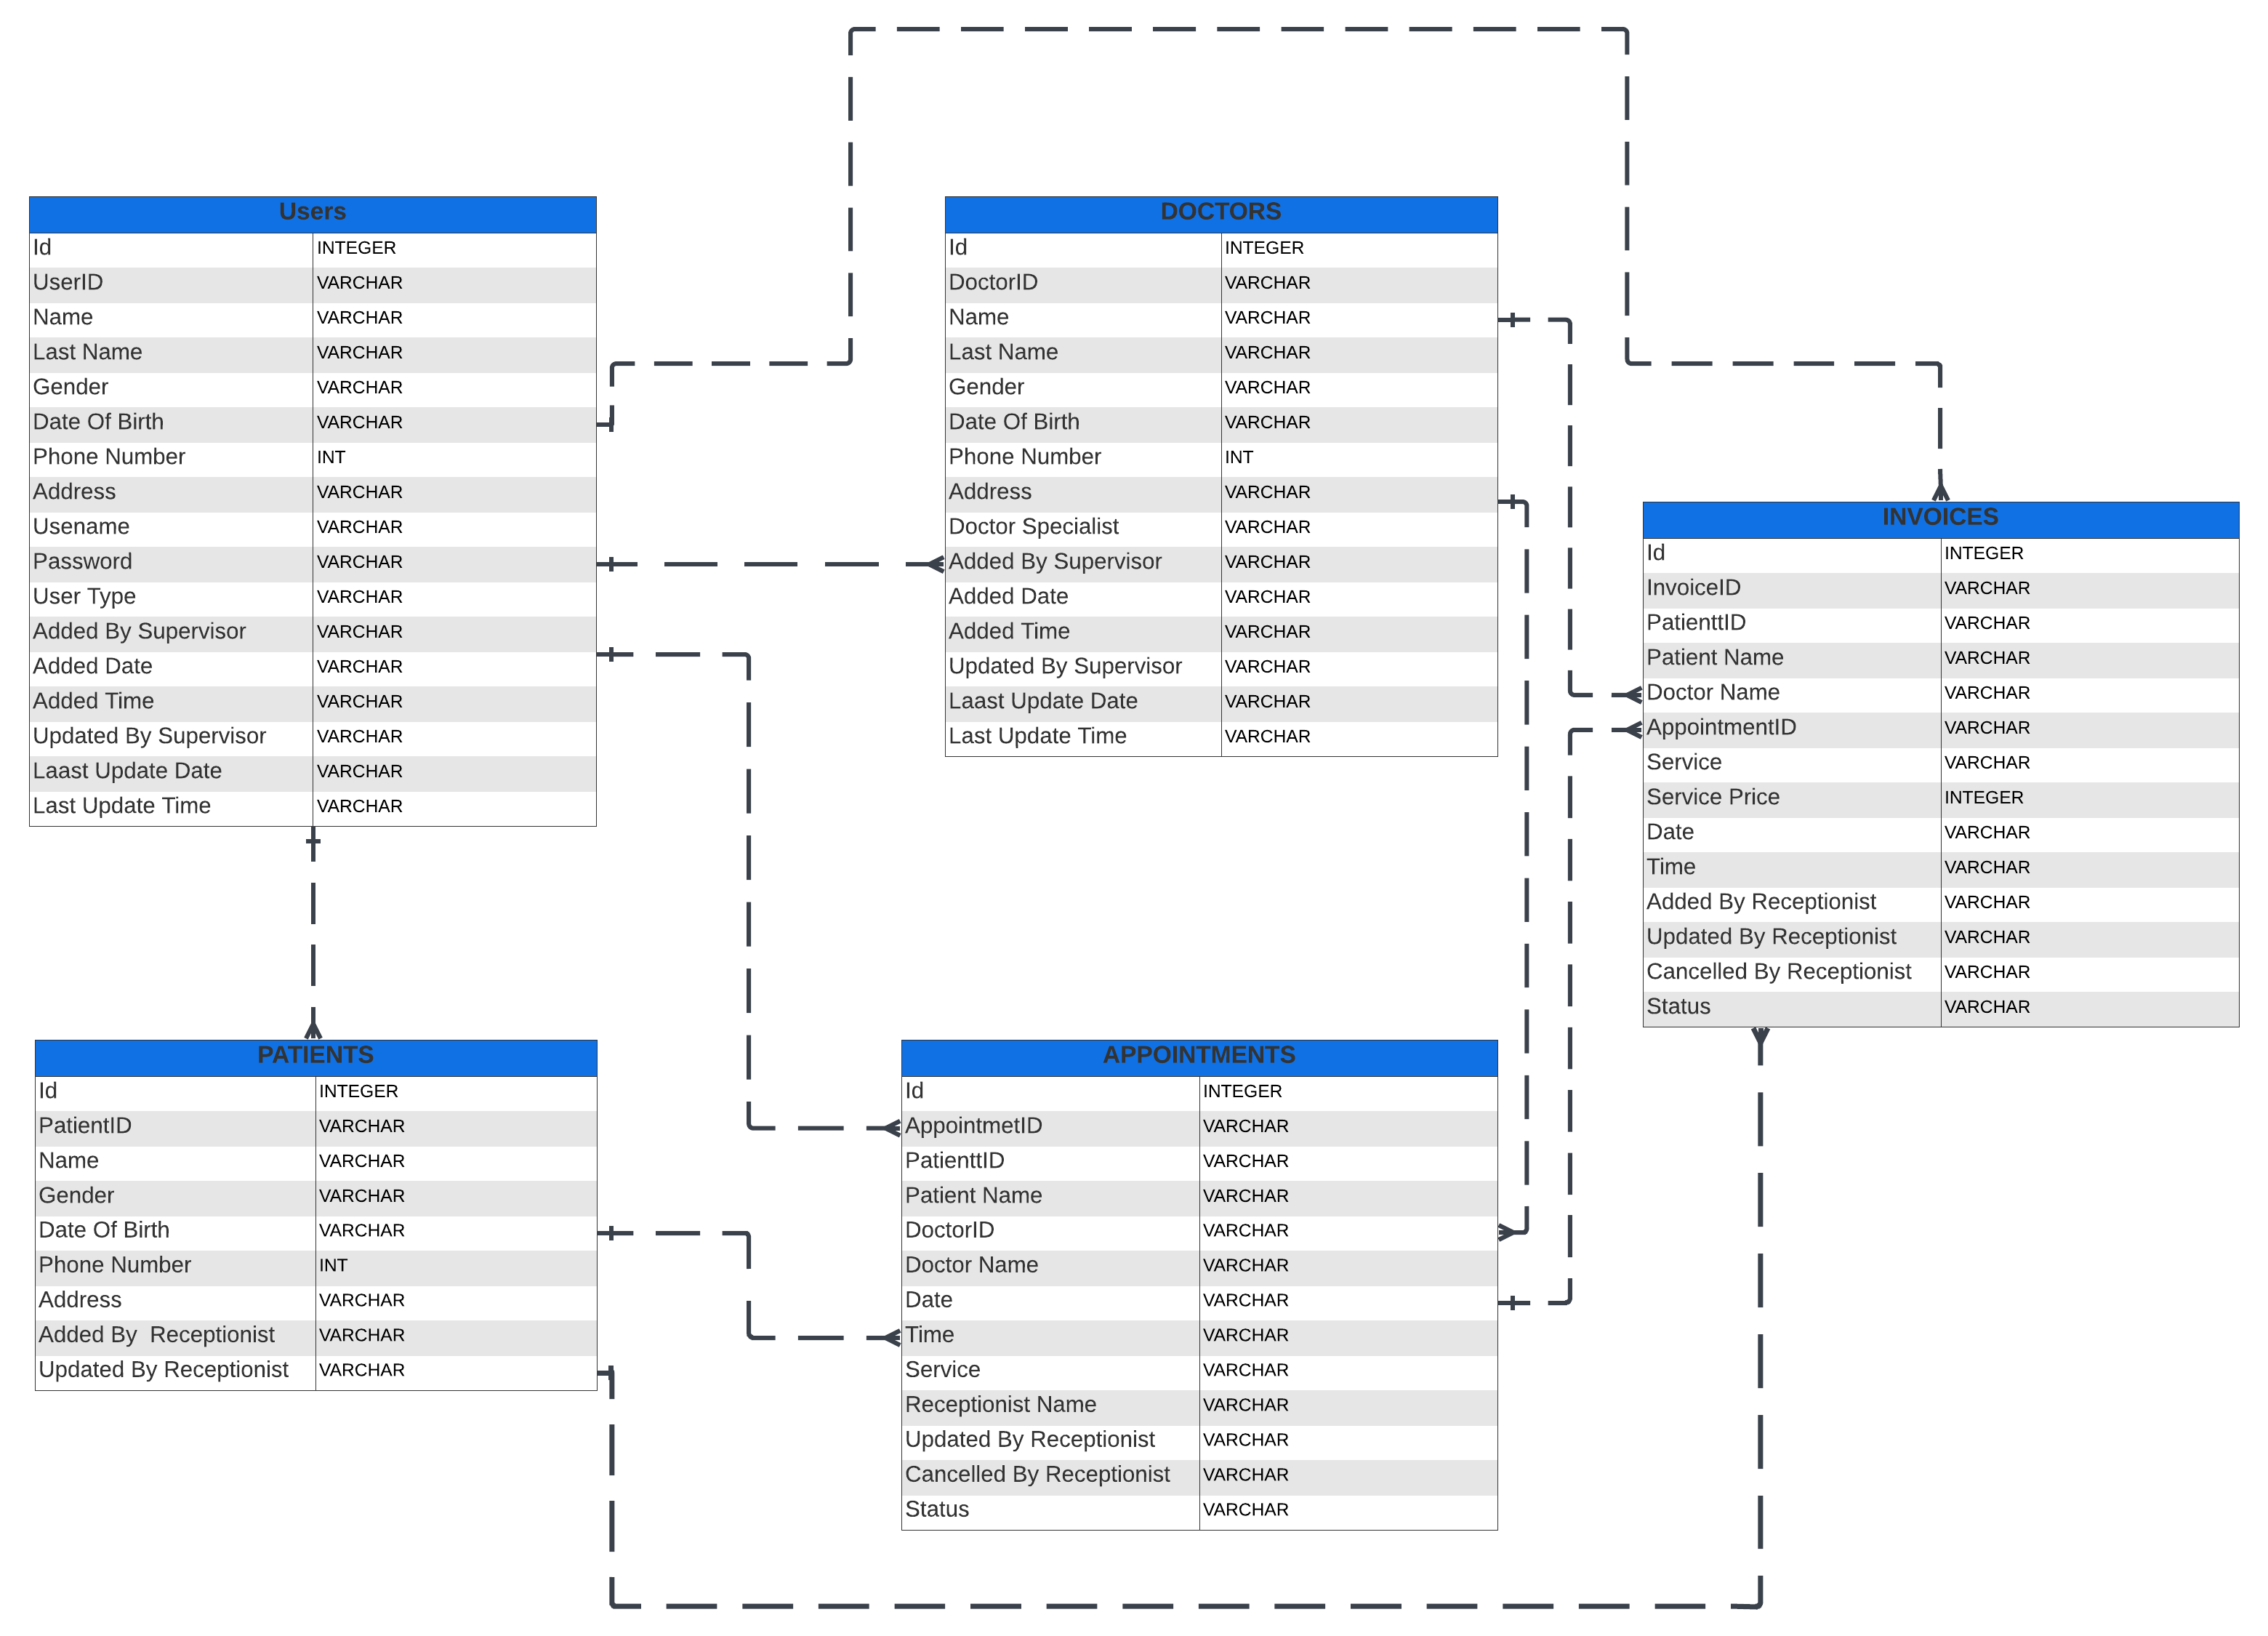 Users
Id INTEGER
UserID VARCHAR
Name VARCHAR
Last Name VARCHAR
Gender VARCHAR
Date Of Birth VARCHAR
Phone Number INT
Address VARCHAR
Usename VARCHAR
Password VARCHAR
User Type VARCHAR
Added By Supervisor VARCHAR
Added Date VARCHAR
Added Time VARCHAR
Updated By Supervisor VARCHAR
Laast Update Date VARCHAR
Last Update Time VARCHAR
DOCTORS
Id INTEGER
DoctorID VARCHAR
Name VARCHAR
Last Name VARCHAR
Gender VARCHAR
Date Of Birth VARCHAR
Phone Number INT
Address VARCHAR
Doctor Specialist VARCHAR
Added By Supervisor VARCHAR
Added Date VARCHAR
Added Time VARCHAR
Updated By Supervisor VARCHAR
Laast Update Date VARCHAR
Last Update Time VARCHAR
INVOICES
Id INTEGER
InvoiceID VARCHAR
PatienttID VARCHAR
Patient Name VARCHAR
Doctor Name VARCHAR
AppointmentID VARCHAR
Service VARCHAR
Service Price INTEGER
Date VARCHAR
Time VARCHAR
Added By Receptionist VARCHAR
Updated By Receptionist VARCHAR
Cancelled By Receptionist VARCHAR
Status VARCHAR
PATIENTS
Id INTEGER
PatientID VARCHAR
Name VARCHAR
Gender VARCHAR
Date Of Birth VARCHAR
Phone Number INT
Address VARCHAR
Added By  Receptionist VARCHAR
Updated By Receptionist VARCHAR
APPOINTMENTS
Id INTEGER
AppointmetID VARCHAR
PatienttID VARCHAR
Patient Name VARCHAR
DoctorID VARCHAR
Doctor Name VARCHAR
Date VARCHAR
Time VARCHAR
Service VARCHAR
Receptionist Name VARCHAR
Updated By Receptionist VARCHAR
Cancelled By Receptionist VARCHAR
Status VARCHAR